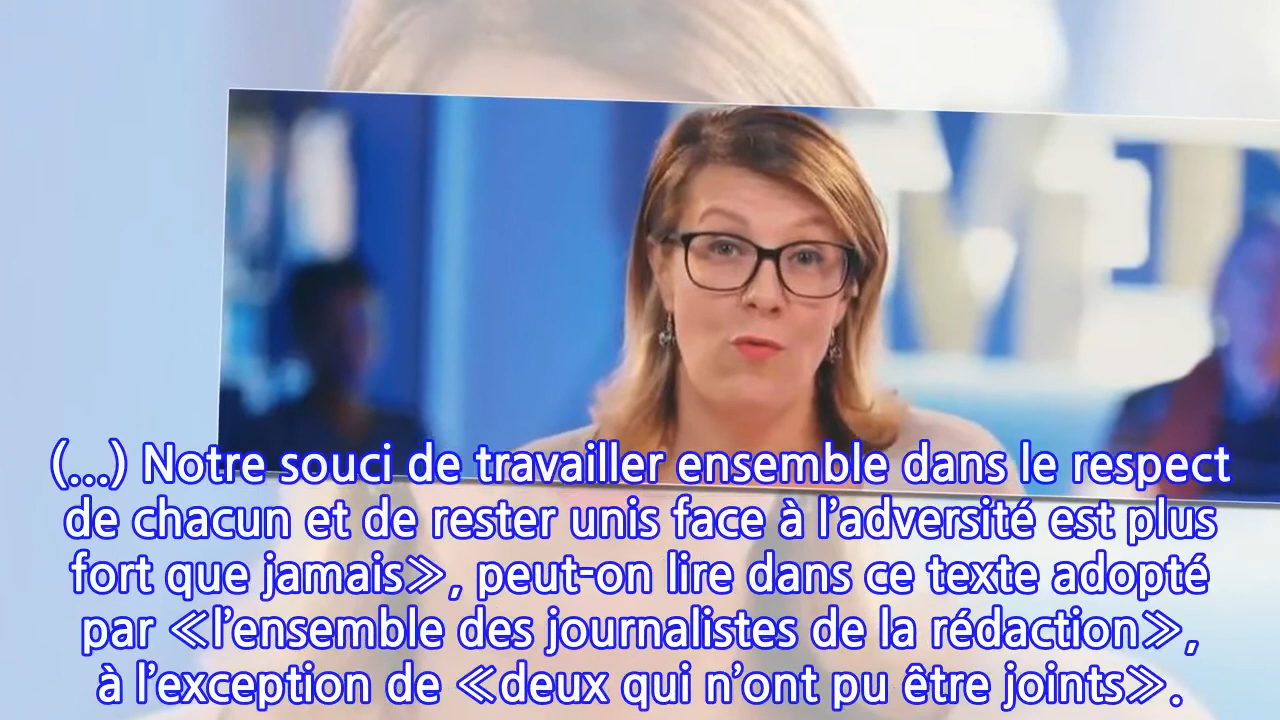 (...) Notre souci de travailler ensemble dans le respect
de chacun et de rester unis face à l'adversité est plus
fort que jamais≫, peut-on lire dans ce texte adopté
par ≪l'ensemble des journalistes de la rédaction≫,
à l'exception de ≪deux qui n'ont pu être joints≫.